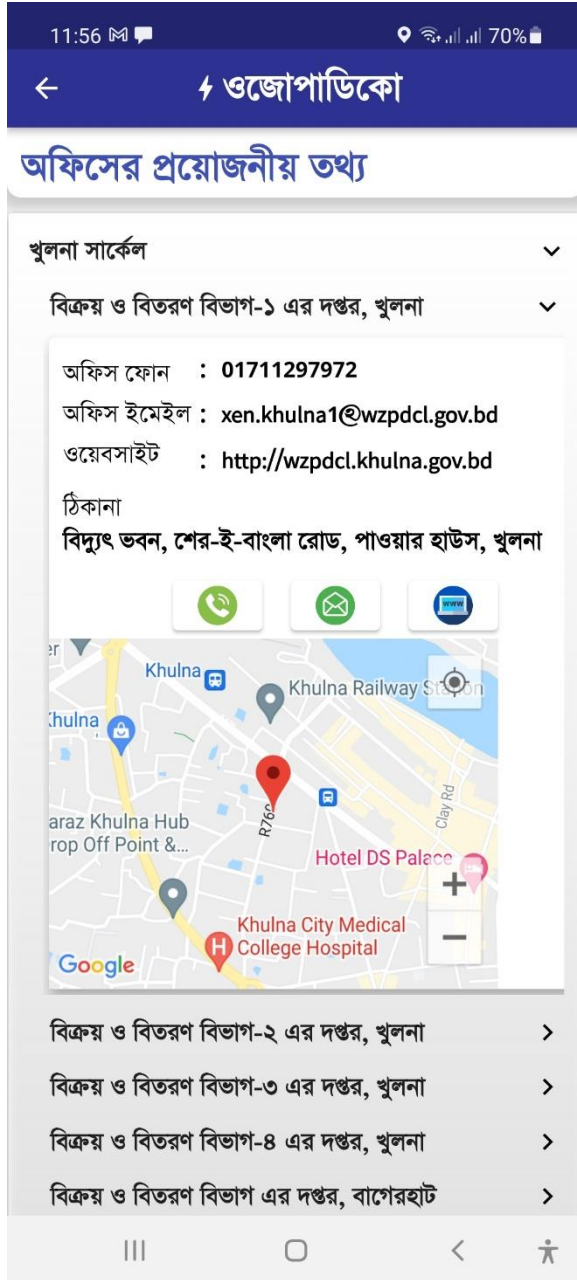 11:56 70%
ওজোপাডিকো
অফিসের প্রয়োজনীয় তথ্য
খুলনা সার্কেল
বিক্রয় ও বিতরণ বিভাগ-১ এর দপ্তর, খুলনা
অফিস ফোন : 01711297972
অফিস ইমেইল : xen.khulna1@wzpdcl.gov.bd
ওয়েবসাইট : http://wzpdcl.khulna.gov.bd
ঠিকানা
বিদ্যুৎ ভবন, শের-ই-বাংলা রোড, পাওয়ার হাউস, খুলনা
www
er
Khulna
Khulna Railway Station
Khulna
Clay Rd
araz Khulna Hub
rop Off Point &...
R760
Hotel DS Palace
+
Khulna City Medical
College Hospital
H
−
Google
বিক্রয় ও বিতরণ বিভাগ-২ এর দপ্তর, খুলনা
বিক্রয় ও বিতরণ বিভাগ-৩ এর দপ্তর, খুলনা
বিক্রয় ও বিতরণ বিভাগ-৪ এর দপ্তর, খুলনা
বিক্রয় ও বিতরণ বিভাগ এর দপ্তর, বাগেরহাট